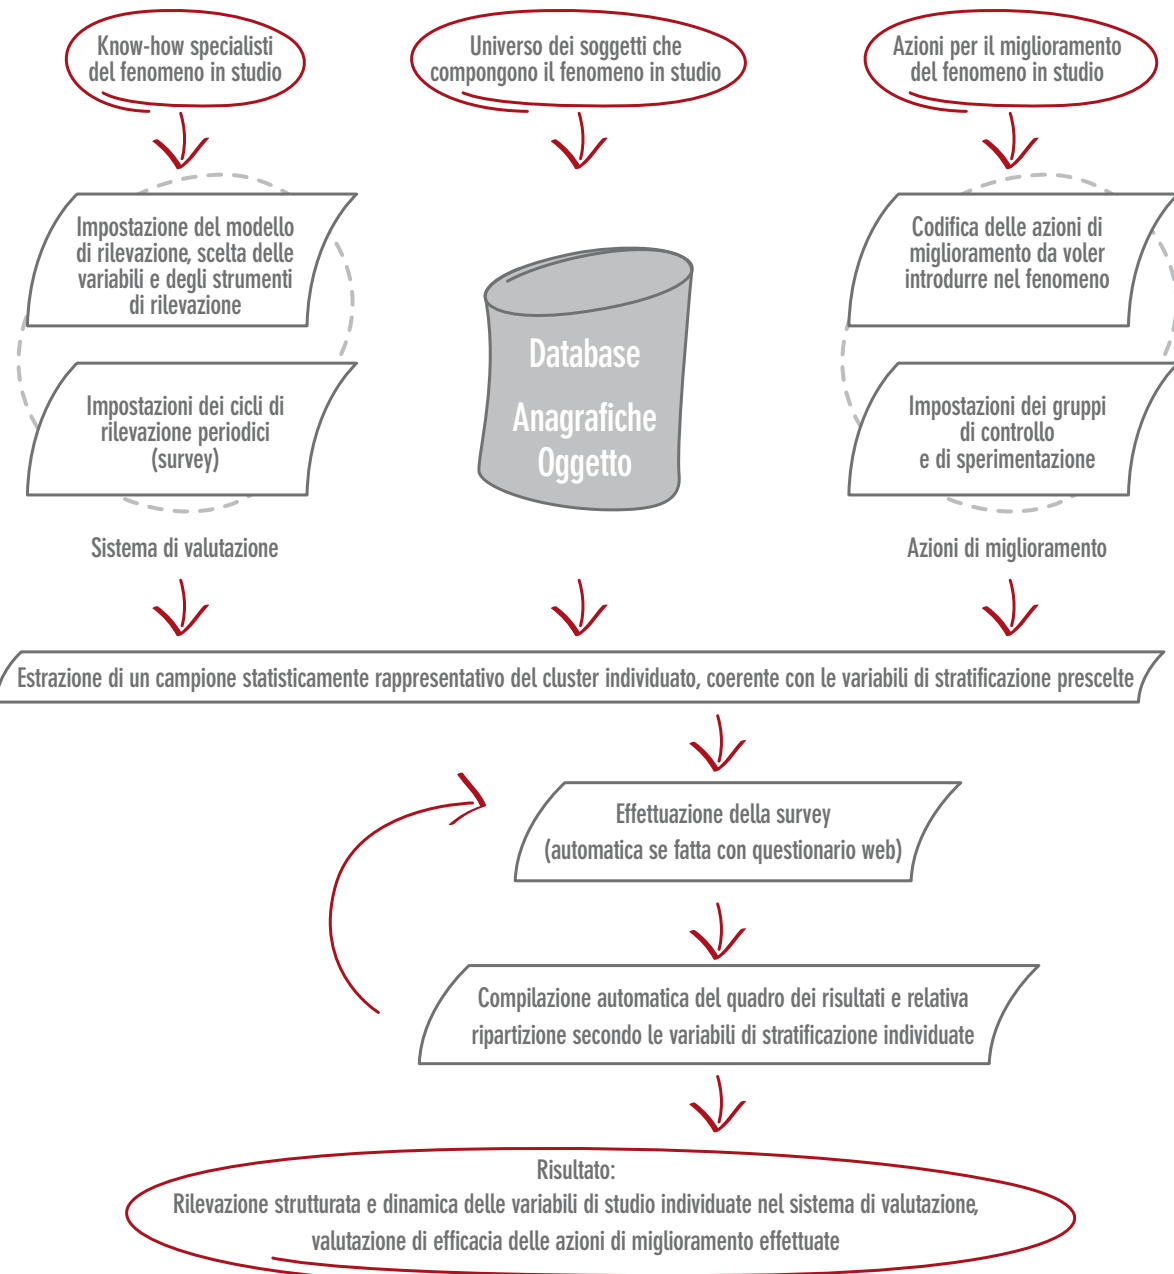 Know-how specialisti
del fenomeno in studio
Universo dei soggetti che
compongono il fenomeno in studio
Azioni per il miglioramento
del fenomeno in studio
Impostazione del modello
di rilevazione, scelta delle
variabili e degli strumenti
di rilevazione
Impostazioni dei cicli di
rilevazione periodici
(survey)
Sistema di valutazione
Database
Anagrafiche
Oggetto
Codifica delle azioni di
miglioramento da voler
introdurre nel fenomeno
Impostazioni dei gruppi
di controllo
e di sperimentazione
Azioni di miglioramento
Estrazione di un campione statisticamente rappresentativo del cluster individuato, coerente con le variabili di stratificazione prescelte
Effettuazione della survey
(automatica se fatta con questionario web)
Compilazione automatica del quadro dei risultati e relativa
ripartizione secondo le variabili di stratificazione individuate
Risultato:
Rilevazione strutturata e dinamica delle variabili di studio individuate nel sistema di valutazione,
valutazione di efficacia delle azioni di miglioramento effettuate